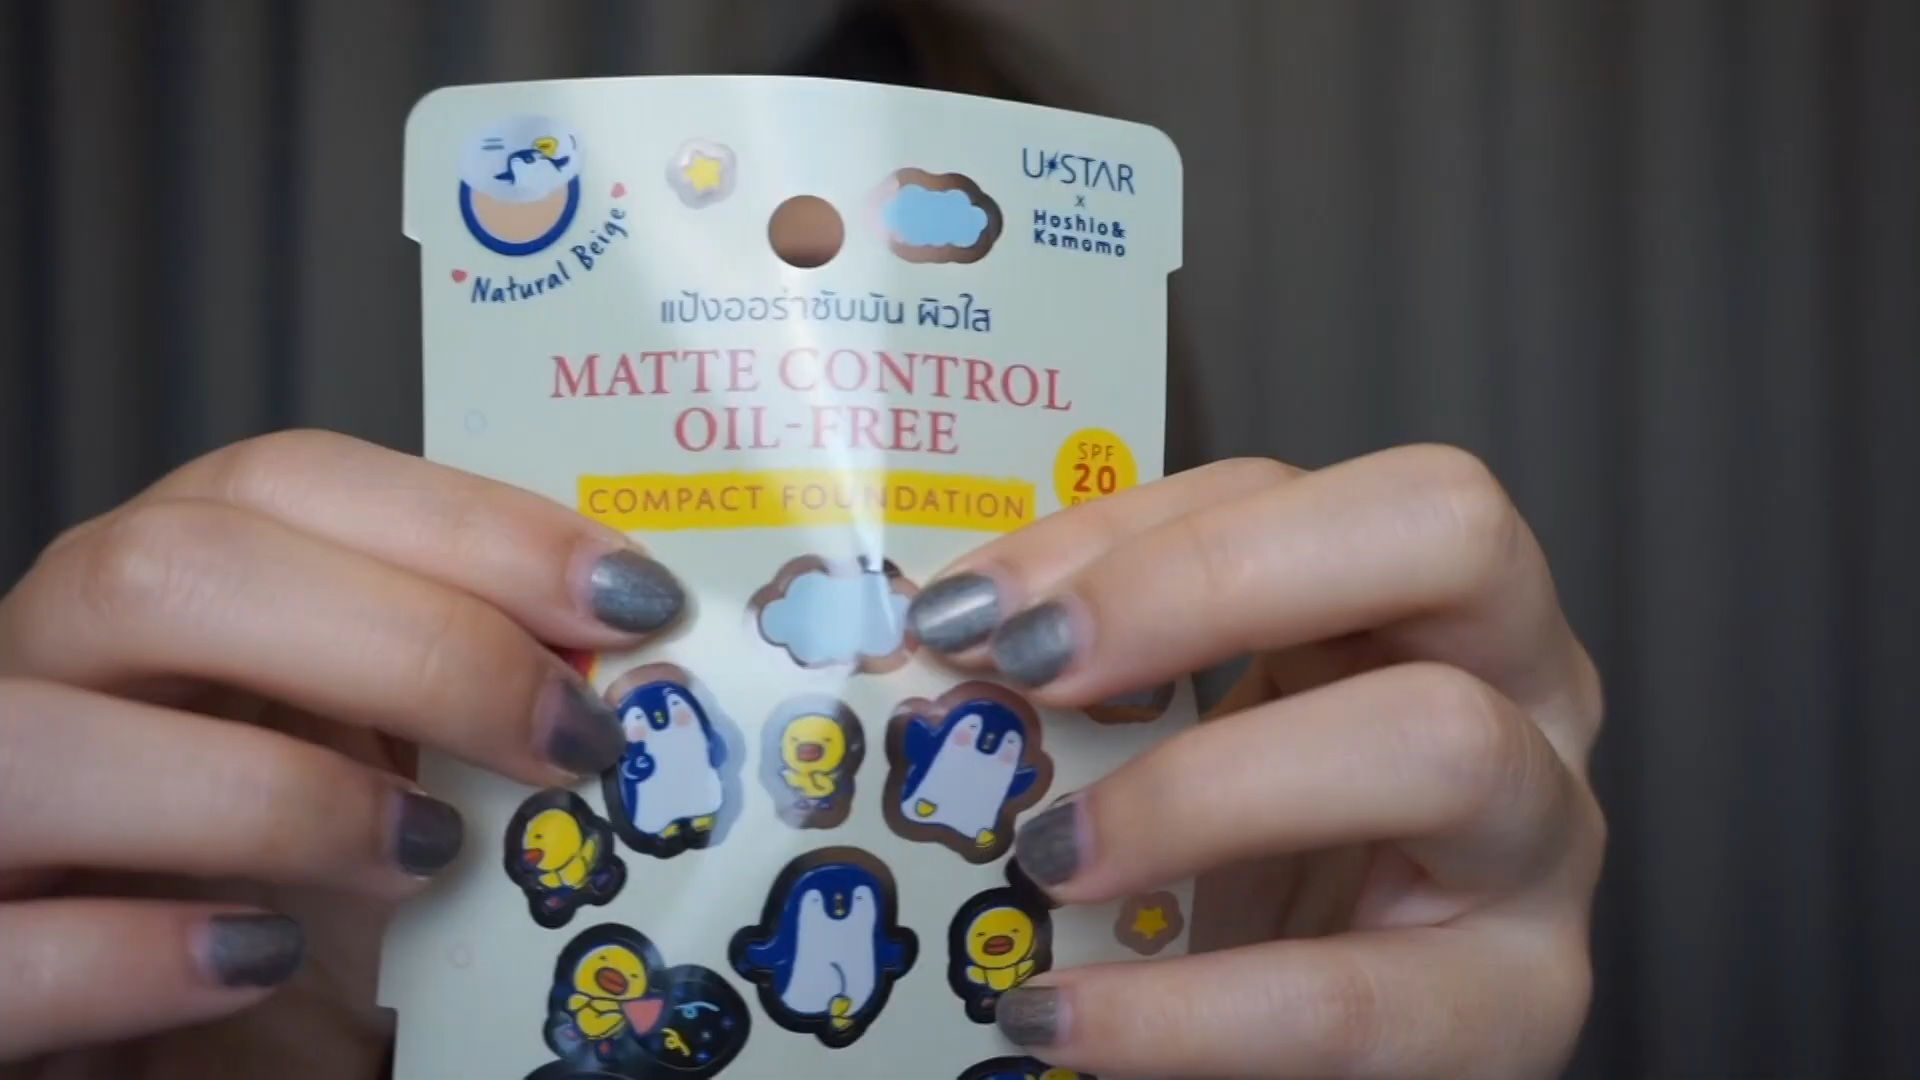 U STAR
x
Hoshio&
Kamomo
Natural Beige
แป้งออร่าซับมัน ผิวใส
MATTE CONTROL
OIL-FREE
SPF
20
COMPACT FOUNDATION